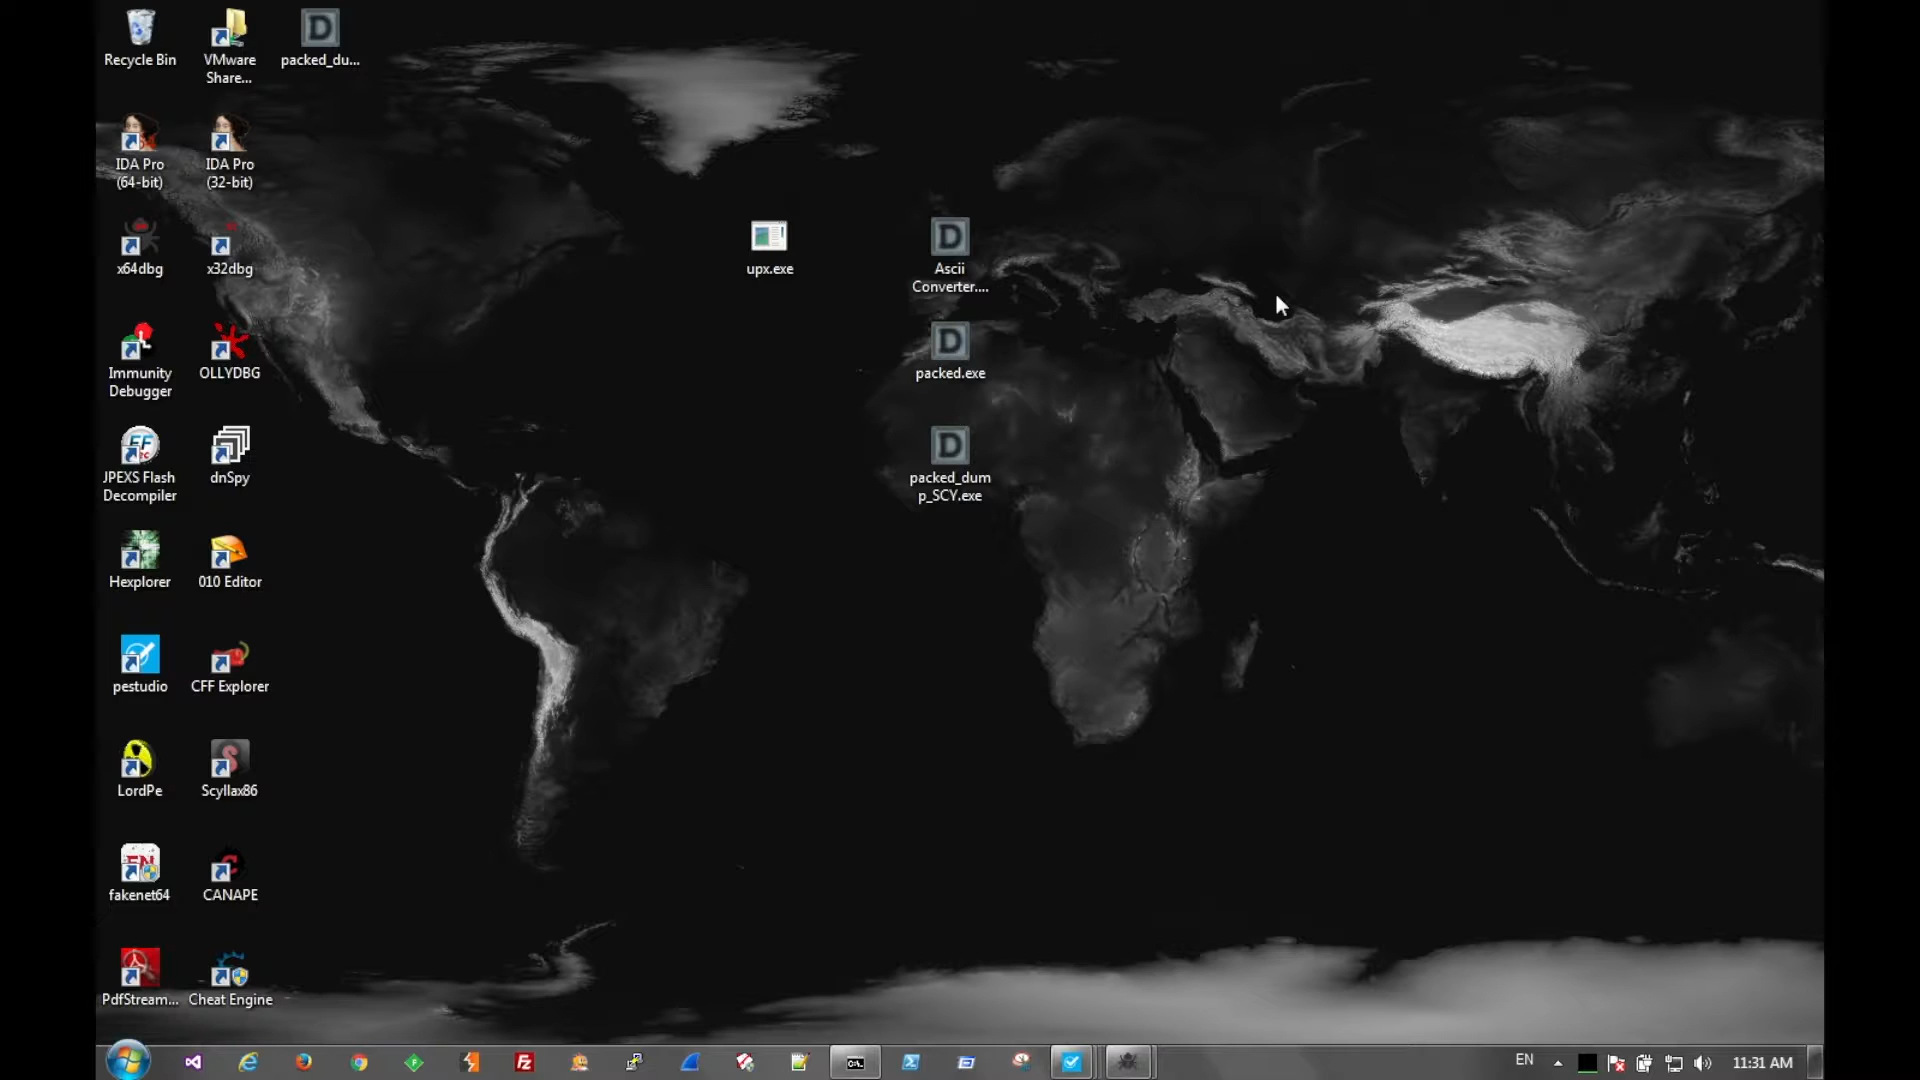 Recycle Bin
VMware
Share...
packed_du...
IDA Pro
(64-bit)
IDA Pro
(32-bit)
x64dbg
x32dbg
upx.exe
Ascii
Converter....
Immunity
Debugger
OLLYDBG
packed.exe
JPEXS Flash
Decompiler
dnSpy
packed_dum
p_SCY.exe
Hexplorer
010 Editor
pestudio
CFF Explorer
LordPe
Scyllax86
fakenet64
CANAPE
PdfStream...
Cheat Engine
EN
11:31 AM